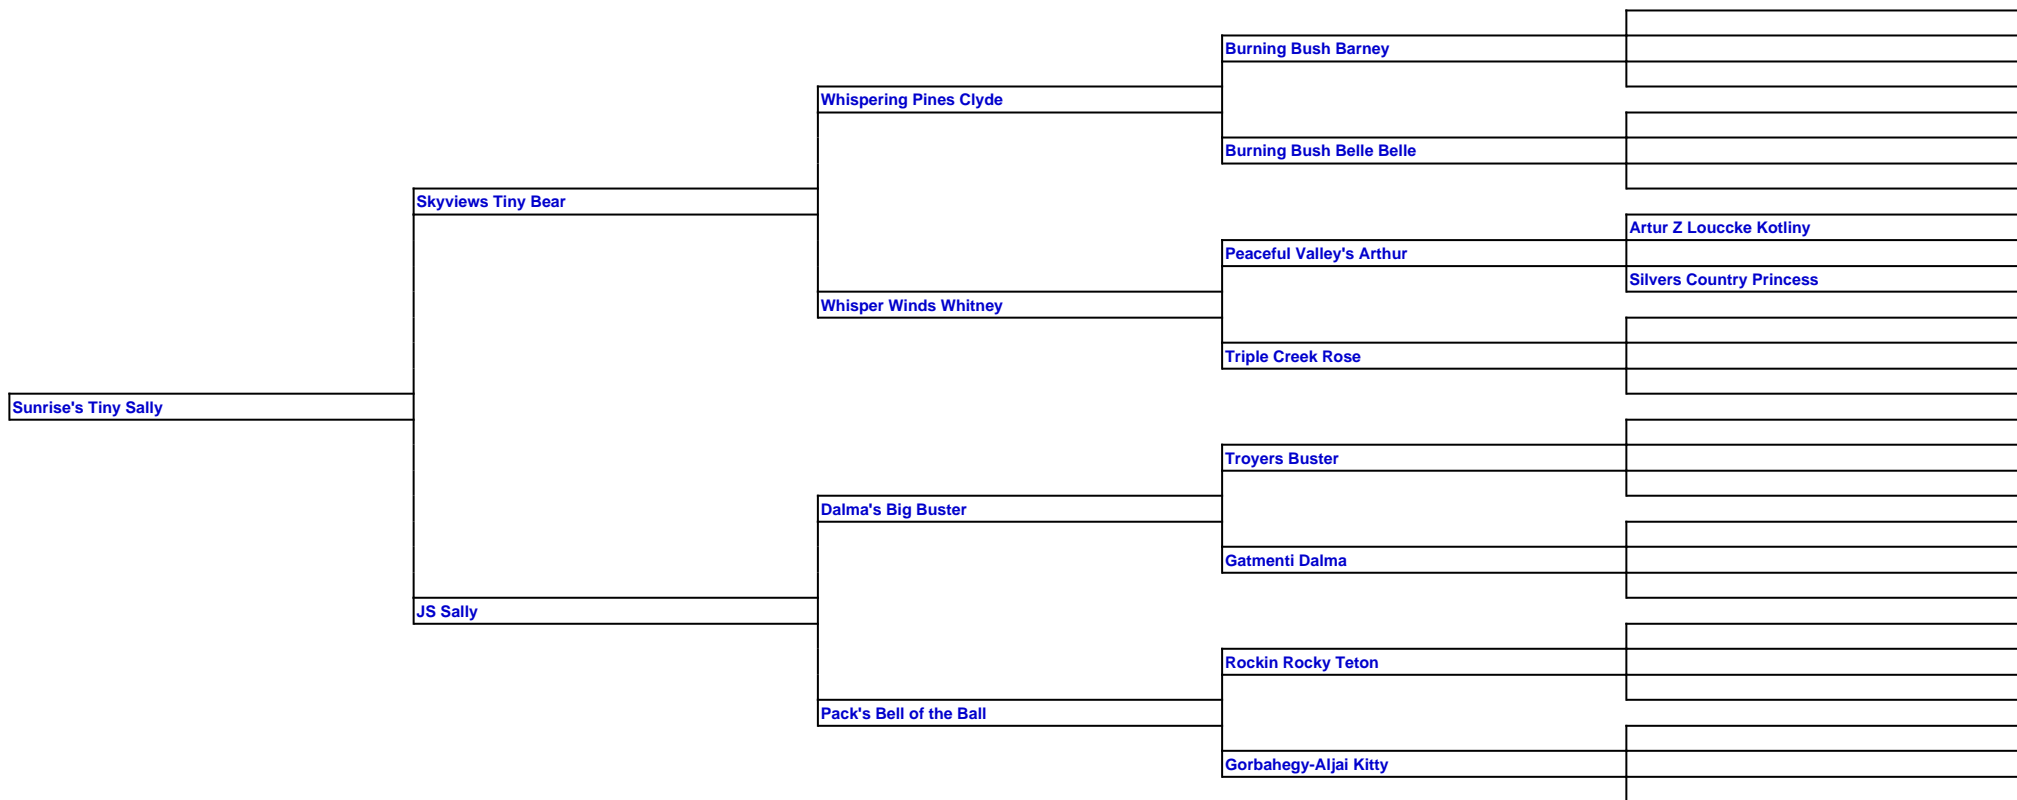 Burning Bush Barney
Whispering Pines Clyde
Burning Bush Belle Belle
Skyviews Tiny Bear
Artur Z Louccke Kotliny
Peaceful Valley's Arthur
Silvers Country Princess
Whisper Winds Whitney
Triple Creek Rose
Sunrise's Tiny Sally
Troyers Buster
Dalma's Big Buster
Gatmenti Dalma
JS Sally
Rockin Rocky Teton
Pack's Bell of the Ball
Gorbahegy-Aljai Kitty